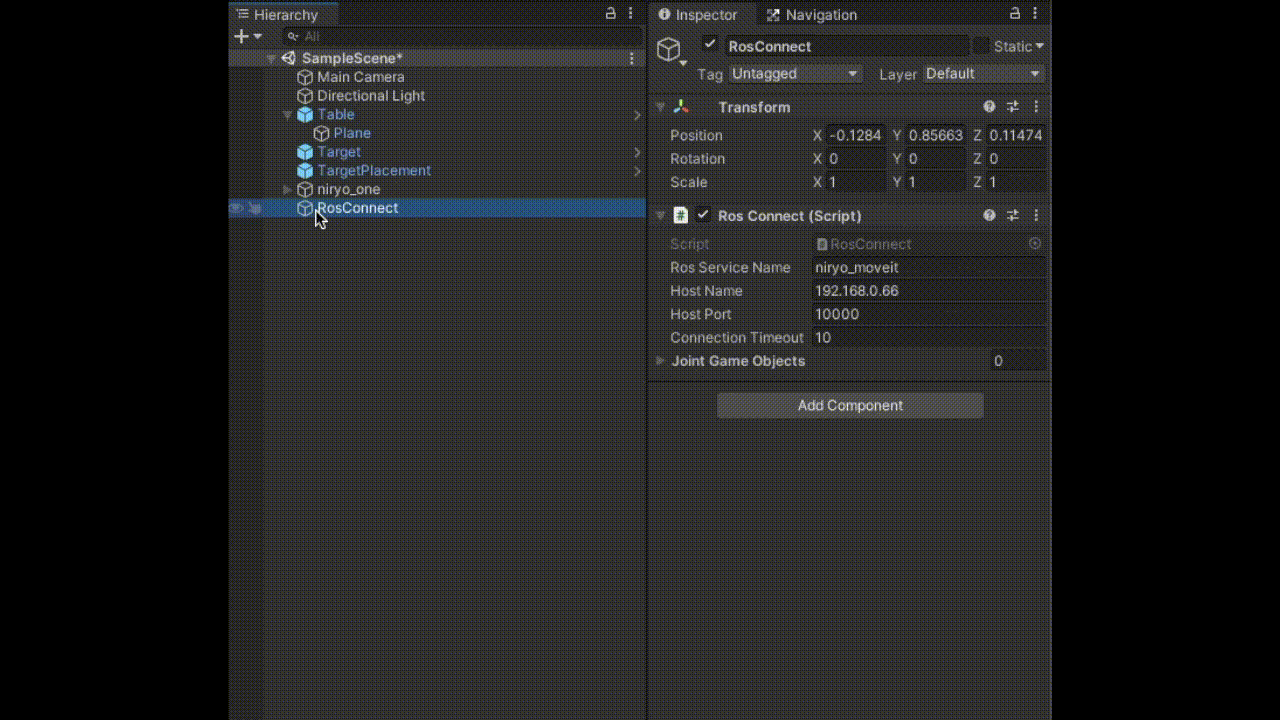 Hierarchy
All
SampleScene*
Main Camera
Directional Light
Table
Plane
Target
TargetPlacement
niryo_one
RosConnect
Inspector
Navigation
RosConnect
Static
Tag Untagged Layer Default
Transform
Position X -0.1284 Y 0.85663 Z 0.11474
Rotation X 0 Y 0 Z 0
Scale X 1 Y 1 Z 1
# Ros Connect (Script)
Script RosConnect
Ros Service Name niryo_moveit
Host Name 192.168.0.66
Host Port 10000
Connection Timeout 10
Joint Game Objects 0
Add Component